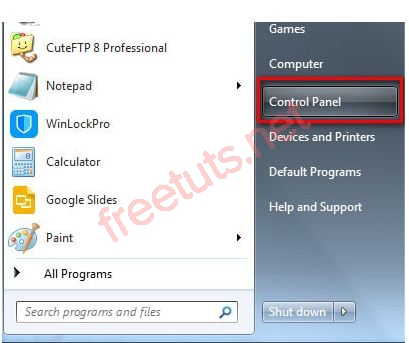 CuteFTP 8 Professional
Notepad
WinLockPro
Calculator
Google Slides
Paint
All Programs
Search programs and files
Games
Computer
Control Panel
Devices and Printers
Default Programs
Help and Support
Shut down
freetuts.net